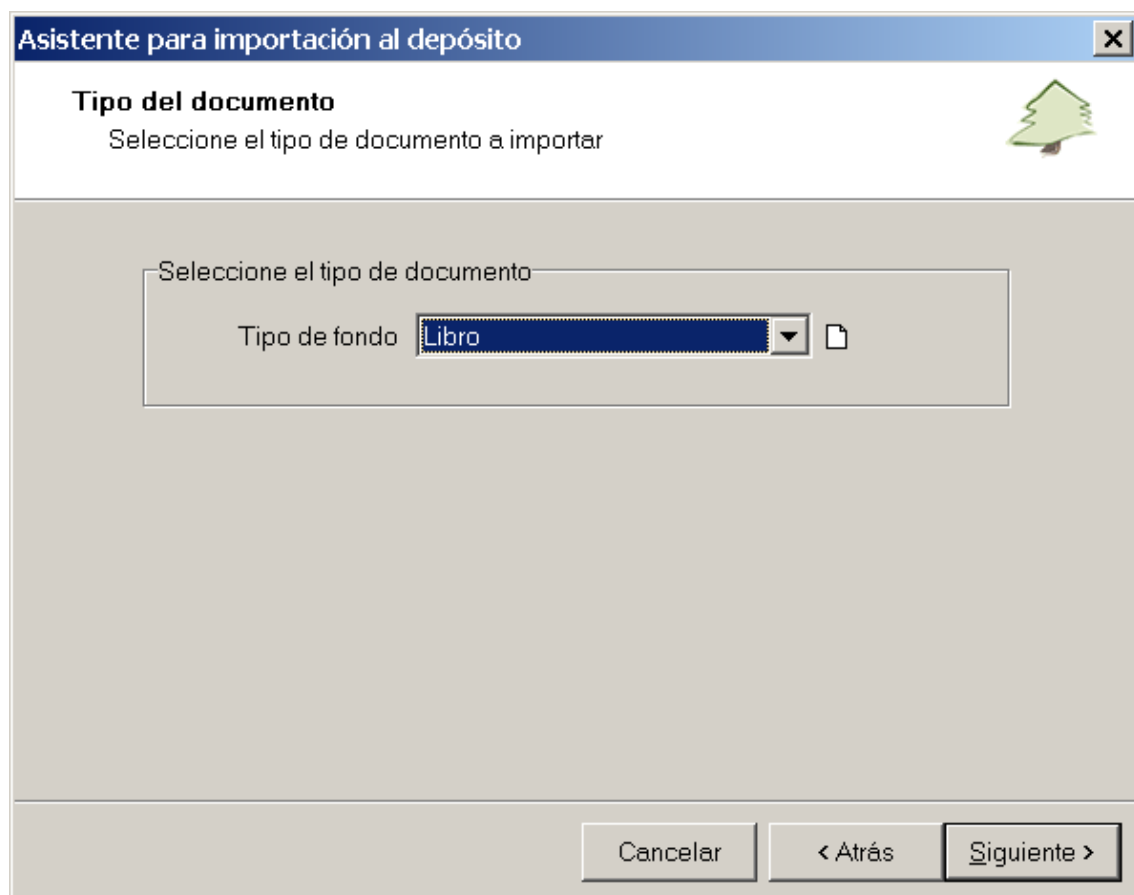 Asistente para importación al depósito
Tipo del documento
Seleccione el tipo de documento a importar
Seleccione el tipo de documento
Tipo de fondo Libro
Cancelar < Atrás Siguiente >